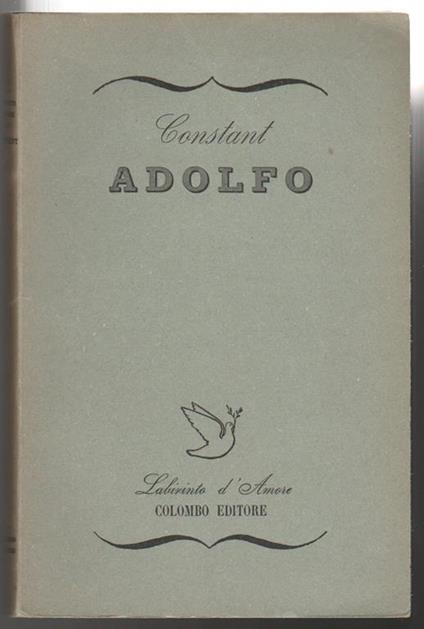 Constant
ADOLFO
Labirinto d'Amore
COLOMBO EDITORE